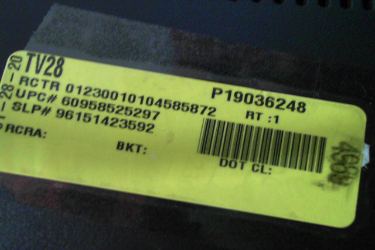 TV28
P19036248
RCTR 01230010104585872
RT :1
UPC# 60958525297
SLP# 96151423592
RCRA:
BKT:
DOT CL: